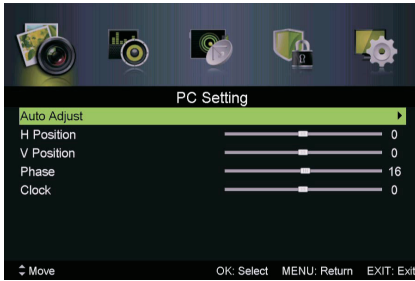 PC Setting
Auto Adjust
H Position 0
V Position 0
Phase 16
Clock 0
Move OK: Select MENU: Return EXIT: Exit